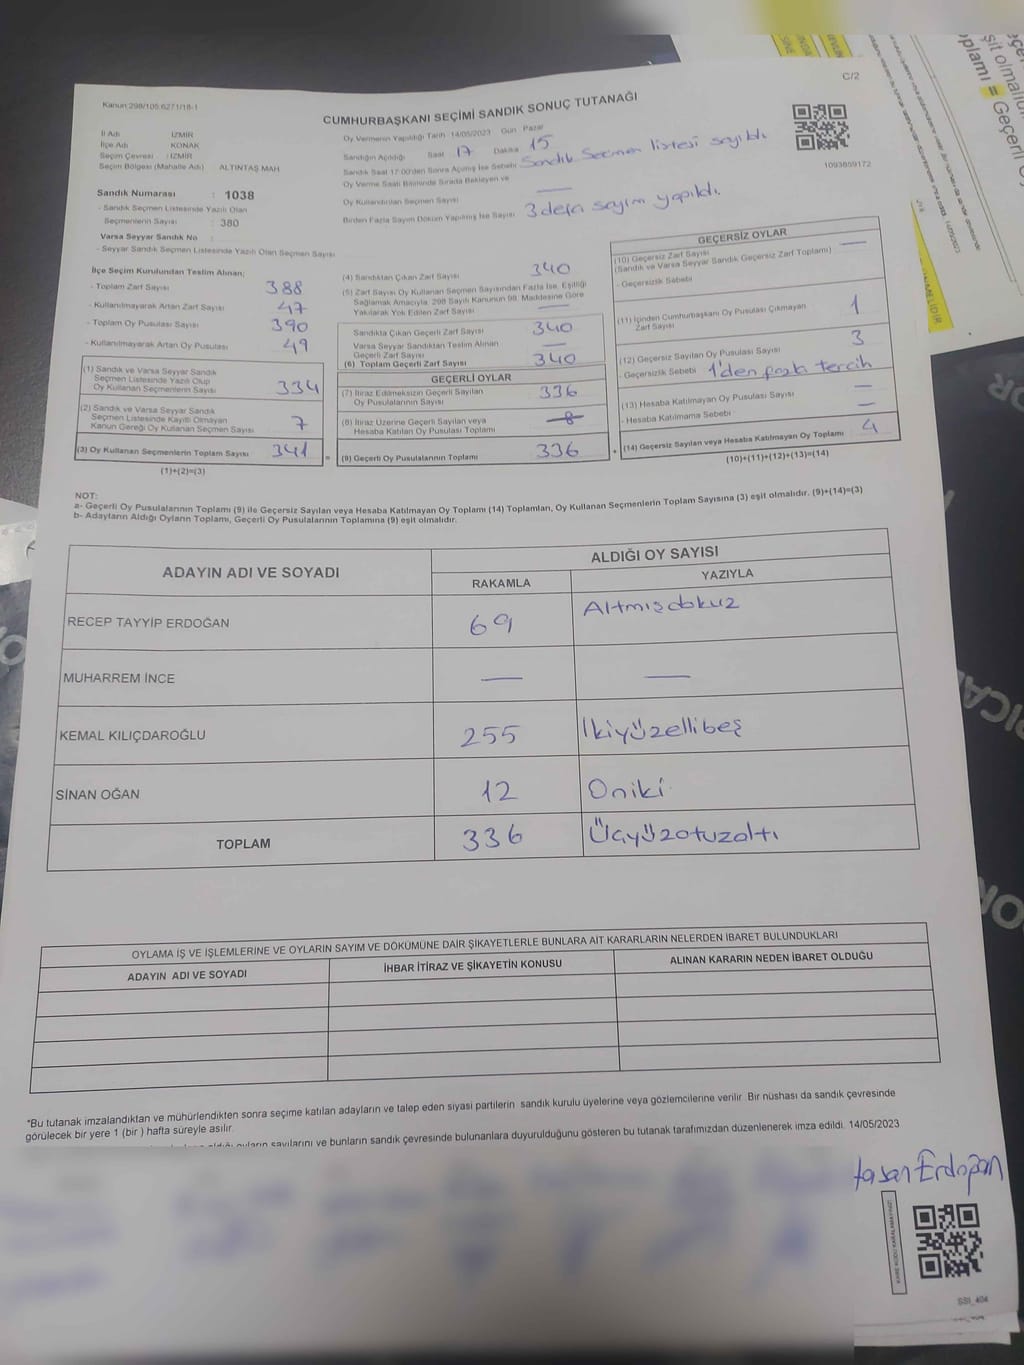 C/2
Kanun 298/105.6271/18-1
CUMHURBAŞKANI SEÇİMİ SANDIK SONUÇ TUTANAĞI
İl Adı İZMİR
İlçe Adı KONAK
Seçim Çevresi : İZMİR
Seçim Bölgesi (Mahalle Adı) ALTINTAŞ MAH
Sandık Numarası : 1038
- Sandık Seçmen Listesinde Yazılı Olan
Seçmenlerin Sayısı : 380
Varsa Seyyar Sandık No
- Seyyar Sandık Seçmen Listesinde Yazılı Olan Seçmen Sayısı
Oy Vermenin Yapıldığı Tarih 14/05/2023 Gün Pazar
Sandığın Açıldığı Saat 17 Dakika 15
Sandık Saat 17:00'den Sonra Açılmış İse Sebebi Sandık Seçmen listesi sayıldı
Oy Verme Saati Bitiminde Sırada Bekleyen ve
Oy Kullandırılan Seçmen Sayısı —
Birden Fazla Sayım Döküm Yapılmış İse Sayısı 3 defa sayım yapıldı.
1093859172
İlçe Seçim Kurulundan Teslim Alınan;
- Toplam Zarf Sayısı 388
- Kullanılmayarak Artan Zarf Sayısı 47
- Toplam Oy Pusulası Sayısı 390
- Kullanılmayarak Artan Oy Pusulası 49
(1) Sandık ve Varsa Seyyar Sandık
Seçmen Listesinde Yazılı Olup
Oy Kullanan Seçmenlerin Sayısı 334
(2) Sandık ve Varsa Seyyar Sandık
Seçmen Listesinde Kayıtlı Olmayan
Kanun Gereği Oy Kullanan Seçmen Sayısı 7
(3) Oy Kullanan Seçmenlerin Toplam Sayısı 341 =
(1)+(2)=(3)
(4) Sandıktan Çıkan Zarf Sayısı 340
(5) Zarf Sayısı Oy Kullanan Seçmen Sayısından Fazla İse, Eşitliği
Sağlamak Amacıyla, 298 Sayılı Kanunun 98. Maddesine Göre
Yakılarak Yok Edilen Zarf Sayısı —
Sandıkta Çıkan Geçerli Zarf Sayısı 340
Varsa Seyyar Sandıktan Teslim Alınan
Geçerli Zarf Sayısı —
(6) Toplam Geçerli Zarf Sayısı 340
GEÇERLİ OYLAR
(7) İtiraz Edilmeksizin Geçerli Sayılan
Oy Pusulalarının Sayısı 336
(8) İtiraz Üzerine Geçerli Sayılan veya
Hesaba Katılan Oy Pusulası Toplamı
(9) Geçerli Oy Pusulalarının Toplamı 336 +
GEÇERSİZ OYLAR
(10) Geçersiz Zarf Sayısı —
(Sandık ve Varsa Seyyar Sandık Geçersiz Zarf Toplamı)
- Geçersizlik Sebebi
(11) İçinden Cumhurbaşkanı Oy Pusulası Çıkmayan
Zarf Sayısı 1
(12) Geçersiz Sayılan Oy Pusulası Sayısı 3
- Geçersizlik Sebebi 1'den fazla tercih
(13) Hesaba Katılmayan Oy Pusulası Sayısı —
- Hesaba Katılmama Sebebi —
(14) Geçersiz Sayılan veya Hesaba Katılmayan Oy Toplamı 4
(10)+(11)+(12)+(13)=(14)
NOT:
a- Geçerli Oy Pusulalarının Toplamı (9) ile Geçersiz Sayılan veya Hesaba Katılmayan Oy Toplamı (14) Toplamları, Oy Kullanan Seçmenlerin Toplam Sayısına (3) eşit olmalıdır. (9)+(14)=(3)
b- Adayların Aldığı Oyların Toplamı, Geçerli Oy Pusulalarının Toplamına (9) eşit olmalıdır.
ADAYIN ADI VE SOYADI ALDIĞI OY SAYISI
RAKAMLA YAZIYLA
RECEP TAYYİP ERDOĞAN 69 Altmışdokuz
MUHARREM İNCE — —
KEMAL KILIÇDAROĞLU 255 İkiyüzellibeş
SİNAN OĞAN 12 Oniki
TOPLAM 336 Üçyüzotuzaltı
OYLAMA İŞ VE İŞLEMLERİNE VE OYLARIN SAYIM VE DÖKÜMÜNE DAİR ŞİKAYETLERLE BUNLARA AİT KARARLARIN NELERDEN İBARET BULUNDUKLARI
ADAYIN ADI VE SOYADI İHBAR İTİRAZ VE ŞİKAYETİN KONUSU ALINAN KARARIN NEDEN İBARET OLDUĞU
*Bu tutanak imzalandıktan ve mühürlendikten sonra seçime katılan adayların ve talep eden siyasi partilerin sandık kurulu üyelerine veya gözlemcilerine verilir. Bir nüshası da sandık çevresinde
görülecek bir yere 1 (bir ) hafta süreyle asılır.
aldığı oyların sayılarını ve bunların sandık çevresinde bulunanlara duyurulduğunu gösteren bu tutanak tarafımızdan düzenlenerek imza edildi. 14/05/2023
Hasan Erdoğan
KARE KODU KARALAMAYINIZ.
SSI_404